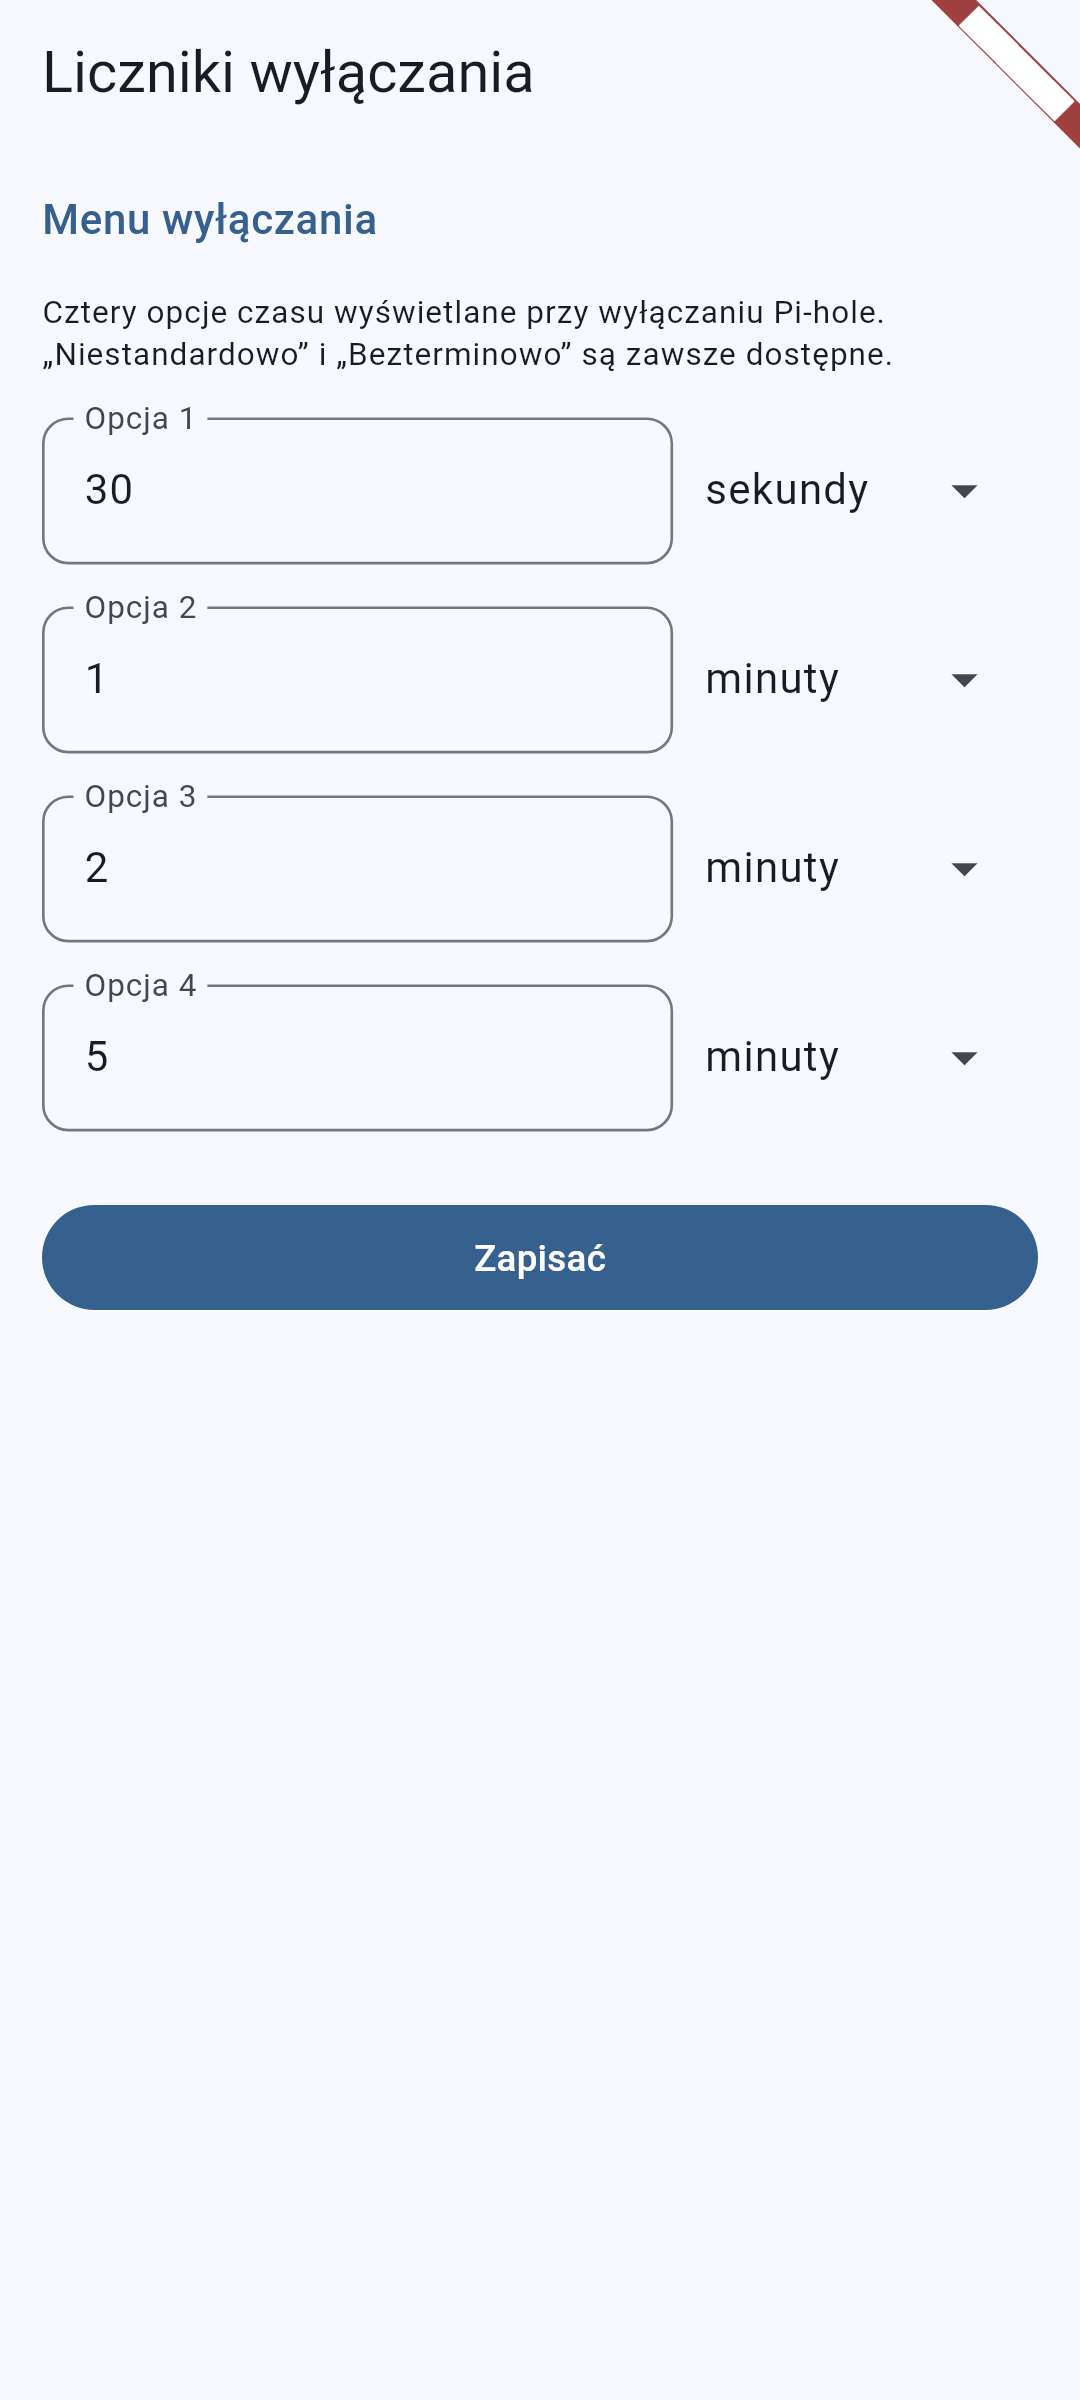 Liczniki wyłączania
Menu wyłączania
Cztery opcje czasu wyświetlane przy wyłączaniu Pi-hole.
„Niestandardowo” i „Bezterminowo” są zawsze dostępne.
Opcja 1
30
sekundy
Opcja 2
1
minuty
Opcja 3
2
minuty
Opcja 4
5
minuty
Zapisać